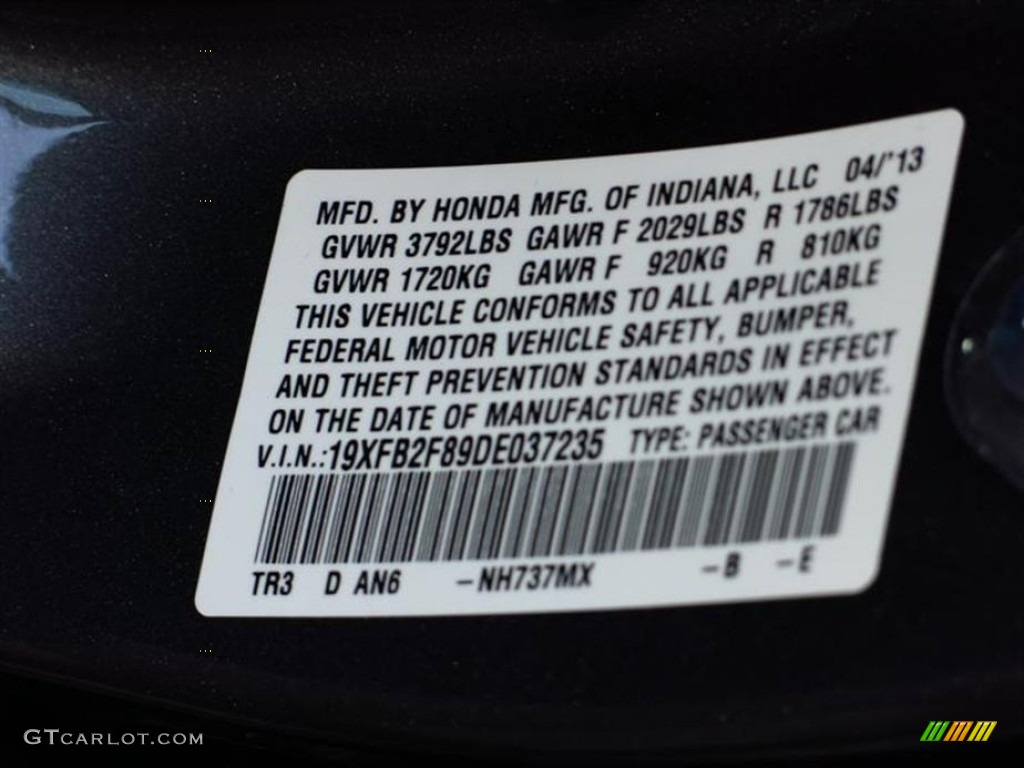 MFD. BY HONDA MFG. OF INDIANA, LLC 04/'13
GVWR 3792LBS GAWR F 2029LBS R 1786LBS
GVWR 1720KG GAWR F 920KG R 810KG
THIS VEHICLE CONFORMS TO ALL APPLICABLE
FEDERAL MOTOR VEHICLE SAFETY, BUMPER,
AND THEFT PREVENTION STANDARDS IN EFFECT
ON THE DATE OF MANUFACTURE SHOWN ABOVE.
V.I.N.:19XFB2F89DE037235 TYPE: PASSENGER CAR
TR3 D AN6 -NH737MX -B -E
GTCARLOT.COM